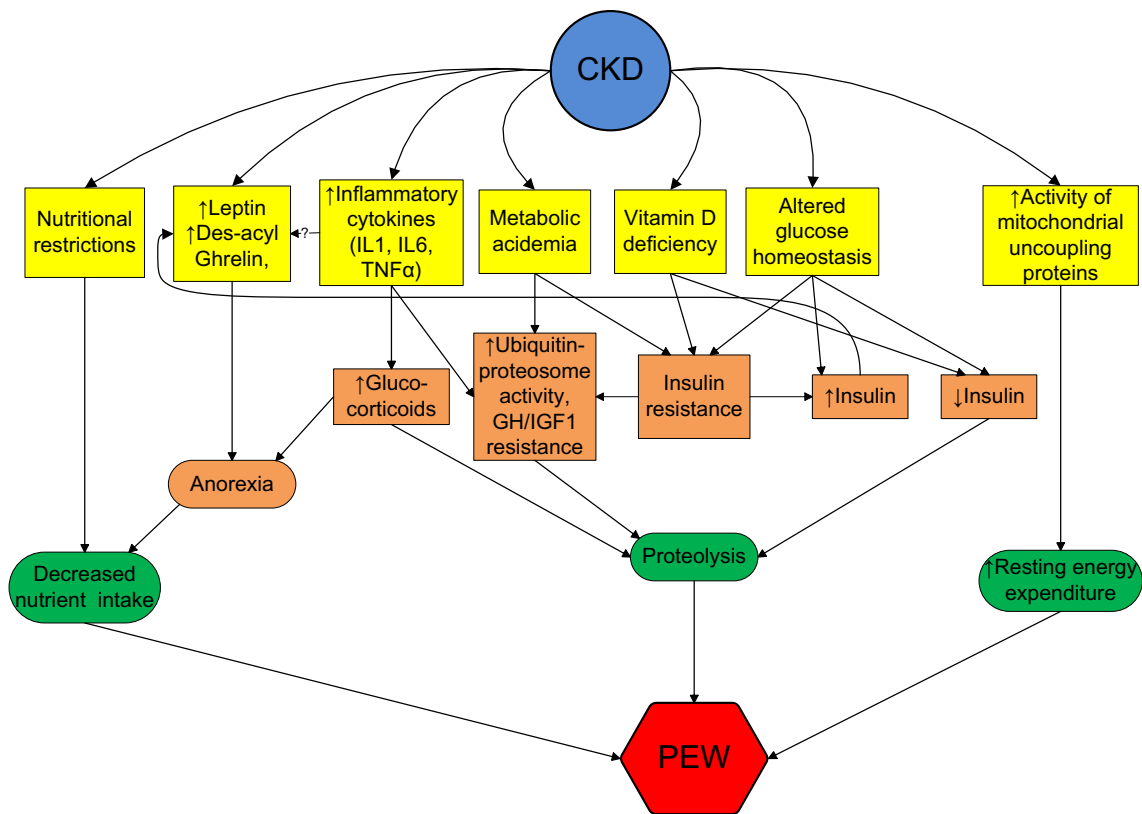 CKD
Nutritional
restrictions
↑Leptin
↑Des-acyl
Ghrelin,
?
↑Inflammatory
cytokines
(IL1, IL6,
TNFα)
Metabolic
acidemia
Vitamin D
deficiency
Altered
glucose
homeostasis
↑Activity of
mitochondrial
uncoupling
proteins
↑Gluco-
corticoids
↑Ubiquitin-
proteosome
activity,
GH/IGF1
resistance
Insulin
resistance
↑Insulin
↓Insulin
Anorexia
Decreased
nutrient intake
Proteolysis
↑Resting energy
expenditure
PEW